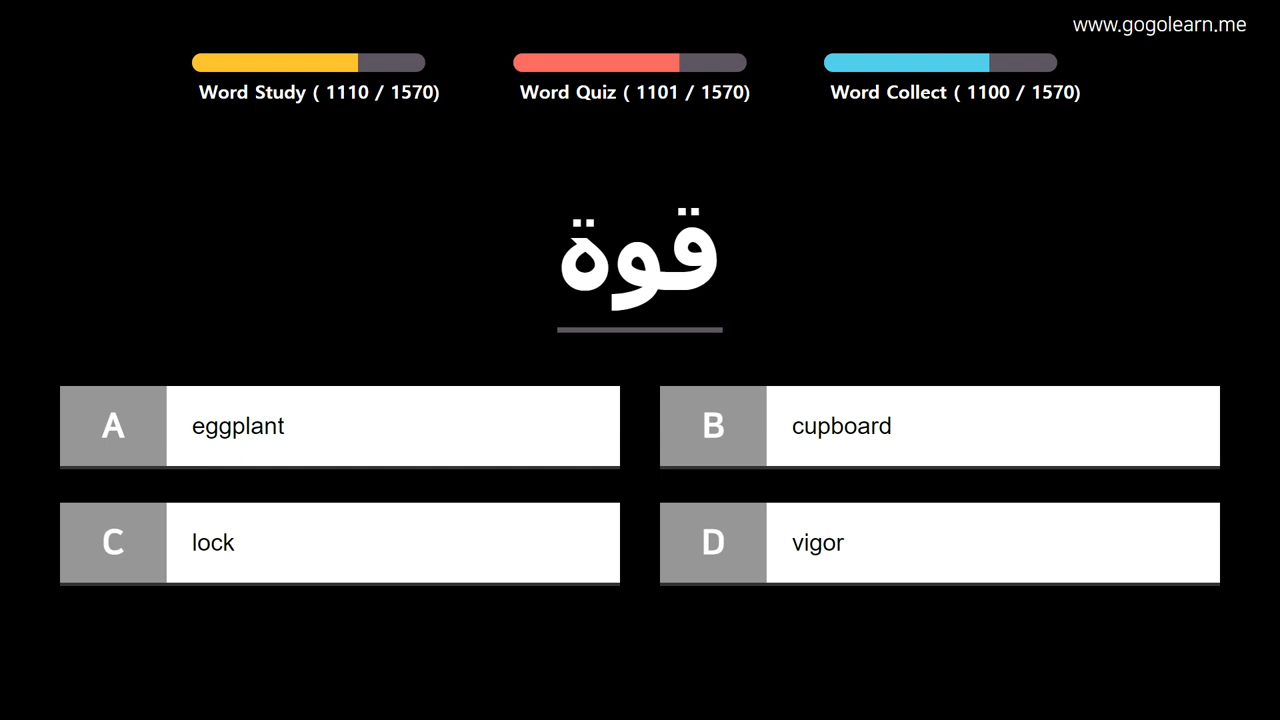 www.gogolearn.me
Word Study ( 1110 / 1570)
Word Quiz ( 1101 / 1570)
Word Collect ( 1100 / 1570)
قوة
A eggplant
B cupboard
C lock
D vigor